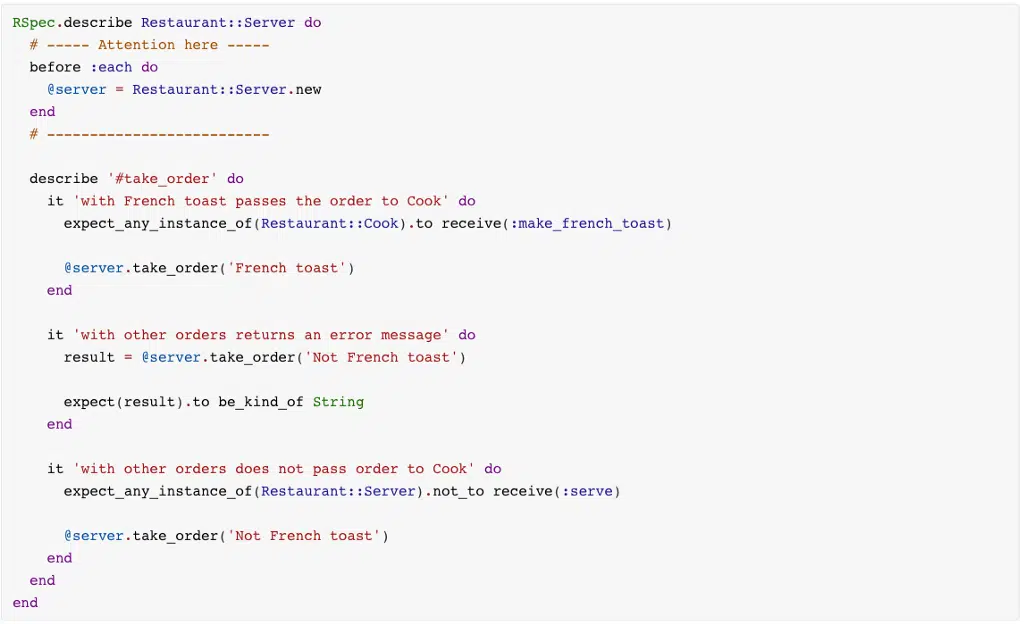 RSpec.describe Restaurant::Server do
  # ----- Attention here -----
  before :each do
    @server = Restaurant::Server.new
  end
  # --------------------------

  describe '#take_order' do
    it 'with French toast passes the order to Cook' do
      expect_any_instance_of(Restaurant::Cook).to receive(:make_french_toast)

      @server.take_order('French toast')
    end

    it 'with other orders returns an error message' do
      result = @server.take_order('Not French toast')

      expect(result).to be_kind_of String
    end

    it 'with other orders does not pass order to Cook' do
      expect_any_instance_of(Restaurant::Server).not_to receive(:serve)

      @server.take_order('Not French toast')
    end
  end
end